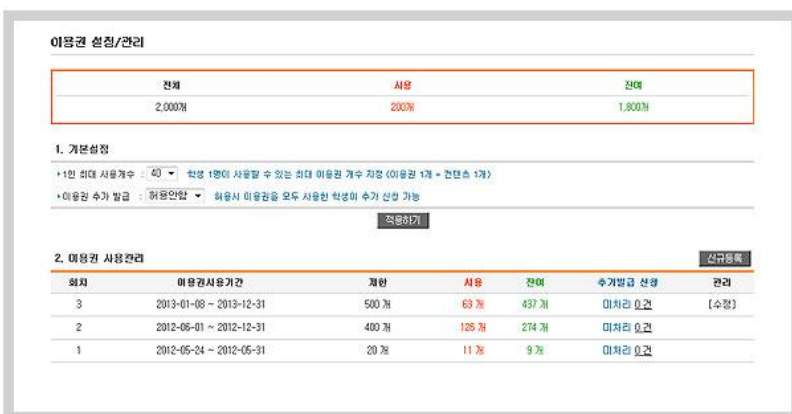 이용권 설정/관리
전체 사용 잔여
2,000개 200개 1,800개
1. 기본설정
1인 최대 사용개수 : 40 학생 1명이 사용할 수 있는 최대 이용권 개수 지정 (이용권 1개 = 컨텐츠 1개)
이용권 추가 발급 : 허용안함 허용시 이용권을 모두 사용한 학생이 추가 신청 가능
적용하기
2. 이용권 사용관리 신규등록
회차 이용권사용기간 제한 사용 잔여 추가발급 신청 관리
3 2013-01-08 ~ 2013-12-31 500 개 63 개 437 개 미처리 0 건 [수정]
2 2012-06-01 ~ 2012-12-31 400 개 126 개 274 개 미처리 0 건
1 2012-05-24 ~ 2012-05-31 20 개 11 개 9 개 미처리 0 건